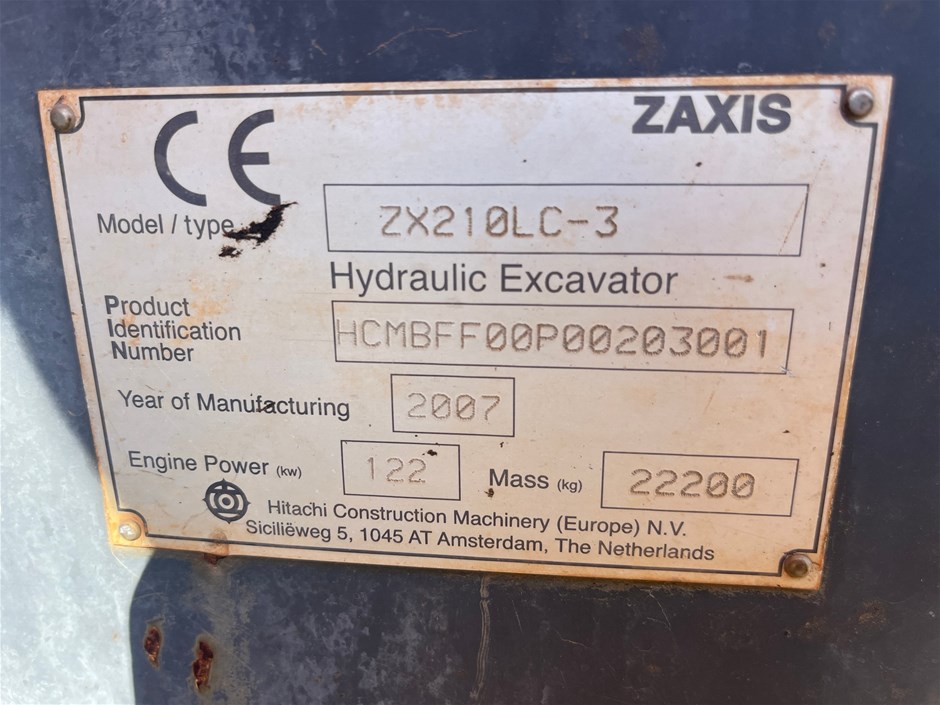 CE ZAXIS
Model / type ZX210LC-3
Hydraulic Excavator
Product
Identification
Number HCMBFF00P00203001
Year of Manufacturing 2007
Engine Power (kw) 122 Mass (kg) 22200
Hitachi Construction Machinery (Europe) N.V.
Siciliëweg 5, 1045 AT Amsterdam, The Netherlands